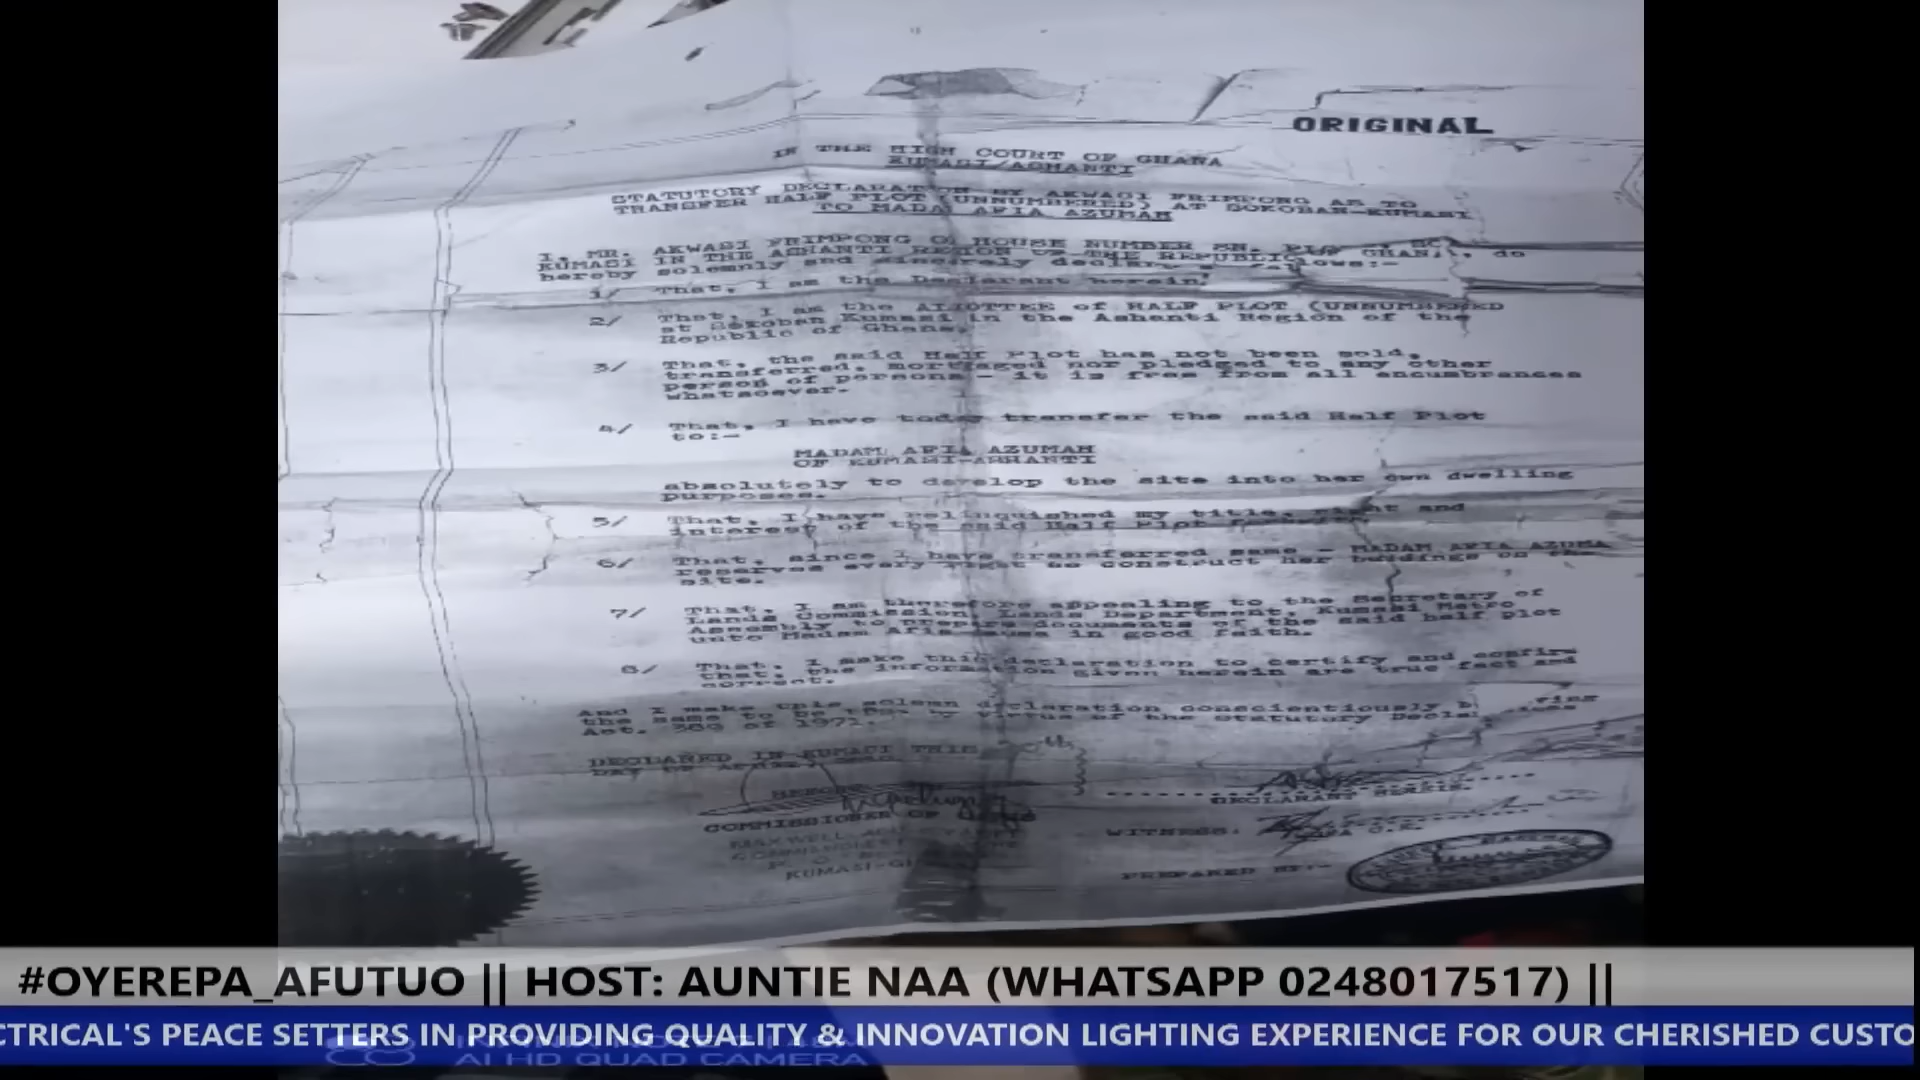 ORIGINAL
IN THE HIGH COURT OF GHANA
KUMASI/ASHANTI
STATUTORY DECLARATION BY AKWASI FRIMPONG AS TO
TRANSFER HALF PLOT (UNNUMBERED) AT SOKOBAN-KUMASI
TO MADAM AFIA AZUMAH
I, MR. AKWASI FRIMPONG OF HOUSE NUMBER SN. PLOT
KUMASI IN THE ASHANTI REGION OF THE REPUBLIC OF GHANA, do
hereby solemnly and sincerely declare as follows:-
1/ That, I am the Declarant herein.
2/ That, I am the ALLOTTEE of HALF PLOT (UNNUMBERED
at Sokoban Kumasi in the Ashanti Region of the
Republic of Ghana.
3/ That, the said Half Plot has not been sold,
transferred, mortgaged nor pledged to any other
person of persons - it is free from all encumbrances
whatsoever.
4/ That, I have today transfer the said Half Plot
to:-
MADAM AFIA AZUMAH
OF KUMASI-ASHANTI
absolutely to develop the site into her own dwelling
purposes.
5/ That, I have relinquished my title, right and
interest of the said Half Plot
6/ That, since I have transferred same - MADAM AFIA AZUMA
reserves every right to construct her buildings on the
site.
7/ That, I am therefore appealing to the Secretary of
Lands Commission, Lands Department, Kumasi Metro
Assembly to prepare documents of the said half plot
unto Madam Afia in good faith.
8/ That, I make this declaration to certify and confirm
that, the information given herein are true fact and
correct.
And I make this solemn declaration conscientiously
the same to be true by virtue of the Statutory
Act. 389 of 1971.
DECLARED IN KUMASI THIS
DAY OF
BEFORE
COMMISSIONER OF
MAXWELL
KUMASI
DECLARANT HEREIN.
WITNESS:
PREPARED BY:-
#OYEREPA_AFUTUO || HOST: AUNTIE NAA (WHATSAPP 0248017517) ||
CTRICAL'S PEACE SETTERS IN PROVIDING QUALITY & INNOVATION LIGHTING EXPERIENCE FOR OUR CHERISHED CUSTO
AI HD QUAD CAMERA